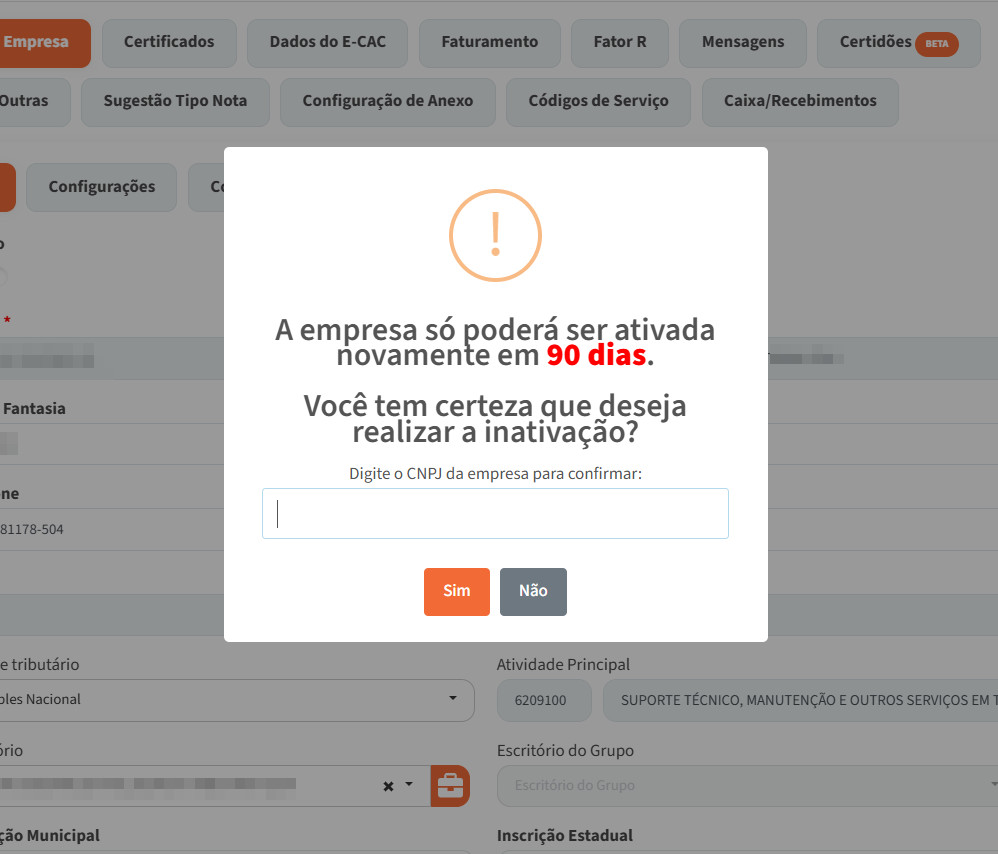 Empresa Certificados Dados do E-CAC Faturamento Fator R Mensagens Certidões BETA
Outras Sugestão Tipo Nota Configuração de Anexo Códigos de Serviço Caixa/Recebimentos
Configurações
*
!
A empresa só poderá ser ativada
novamente em 90 dias.
Você tem certeza que deseja
realizar a inativação?
Digite o CNPJ da empresa para confirmar:
Sim Não
Fantasia
one
81178-504
e tributário Atividade Principal
ples Nacional 6209100 SUPORTE TÉCNICO, MANUTENÇÃO E OUTROS SERVIÇOS EM T
ório Escritório do Grupo
Escritório do Grupo
ção Municipal Inscrição Estadual